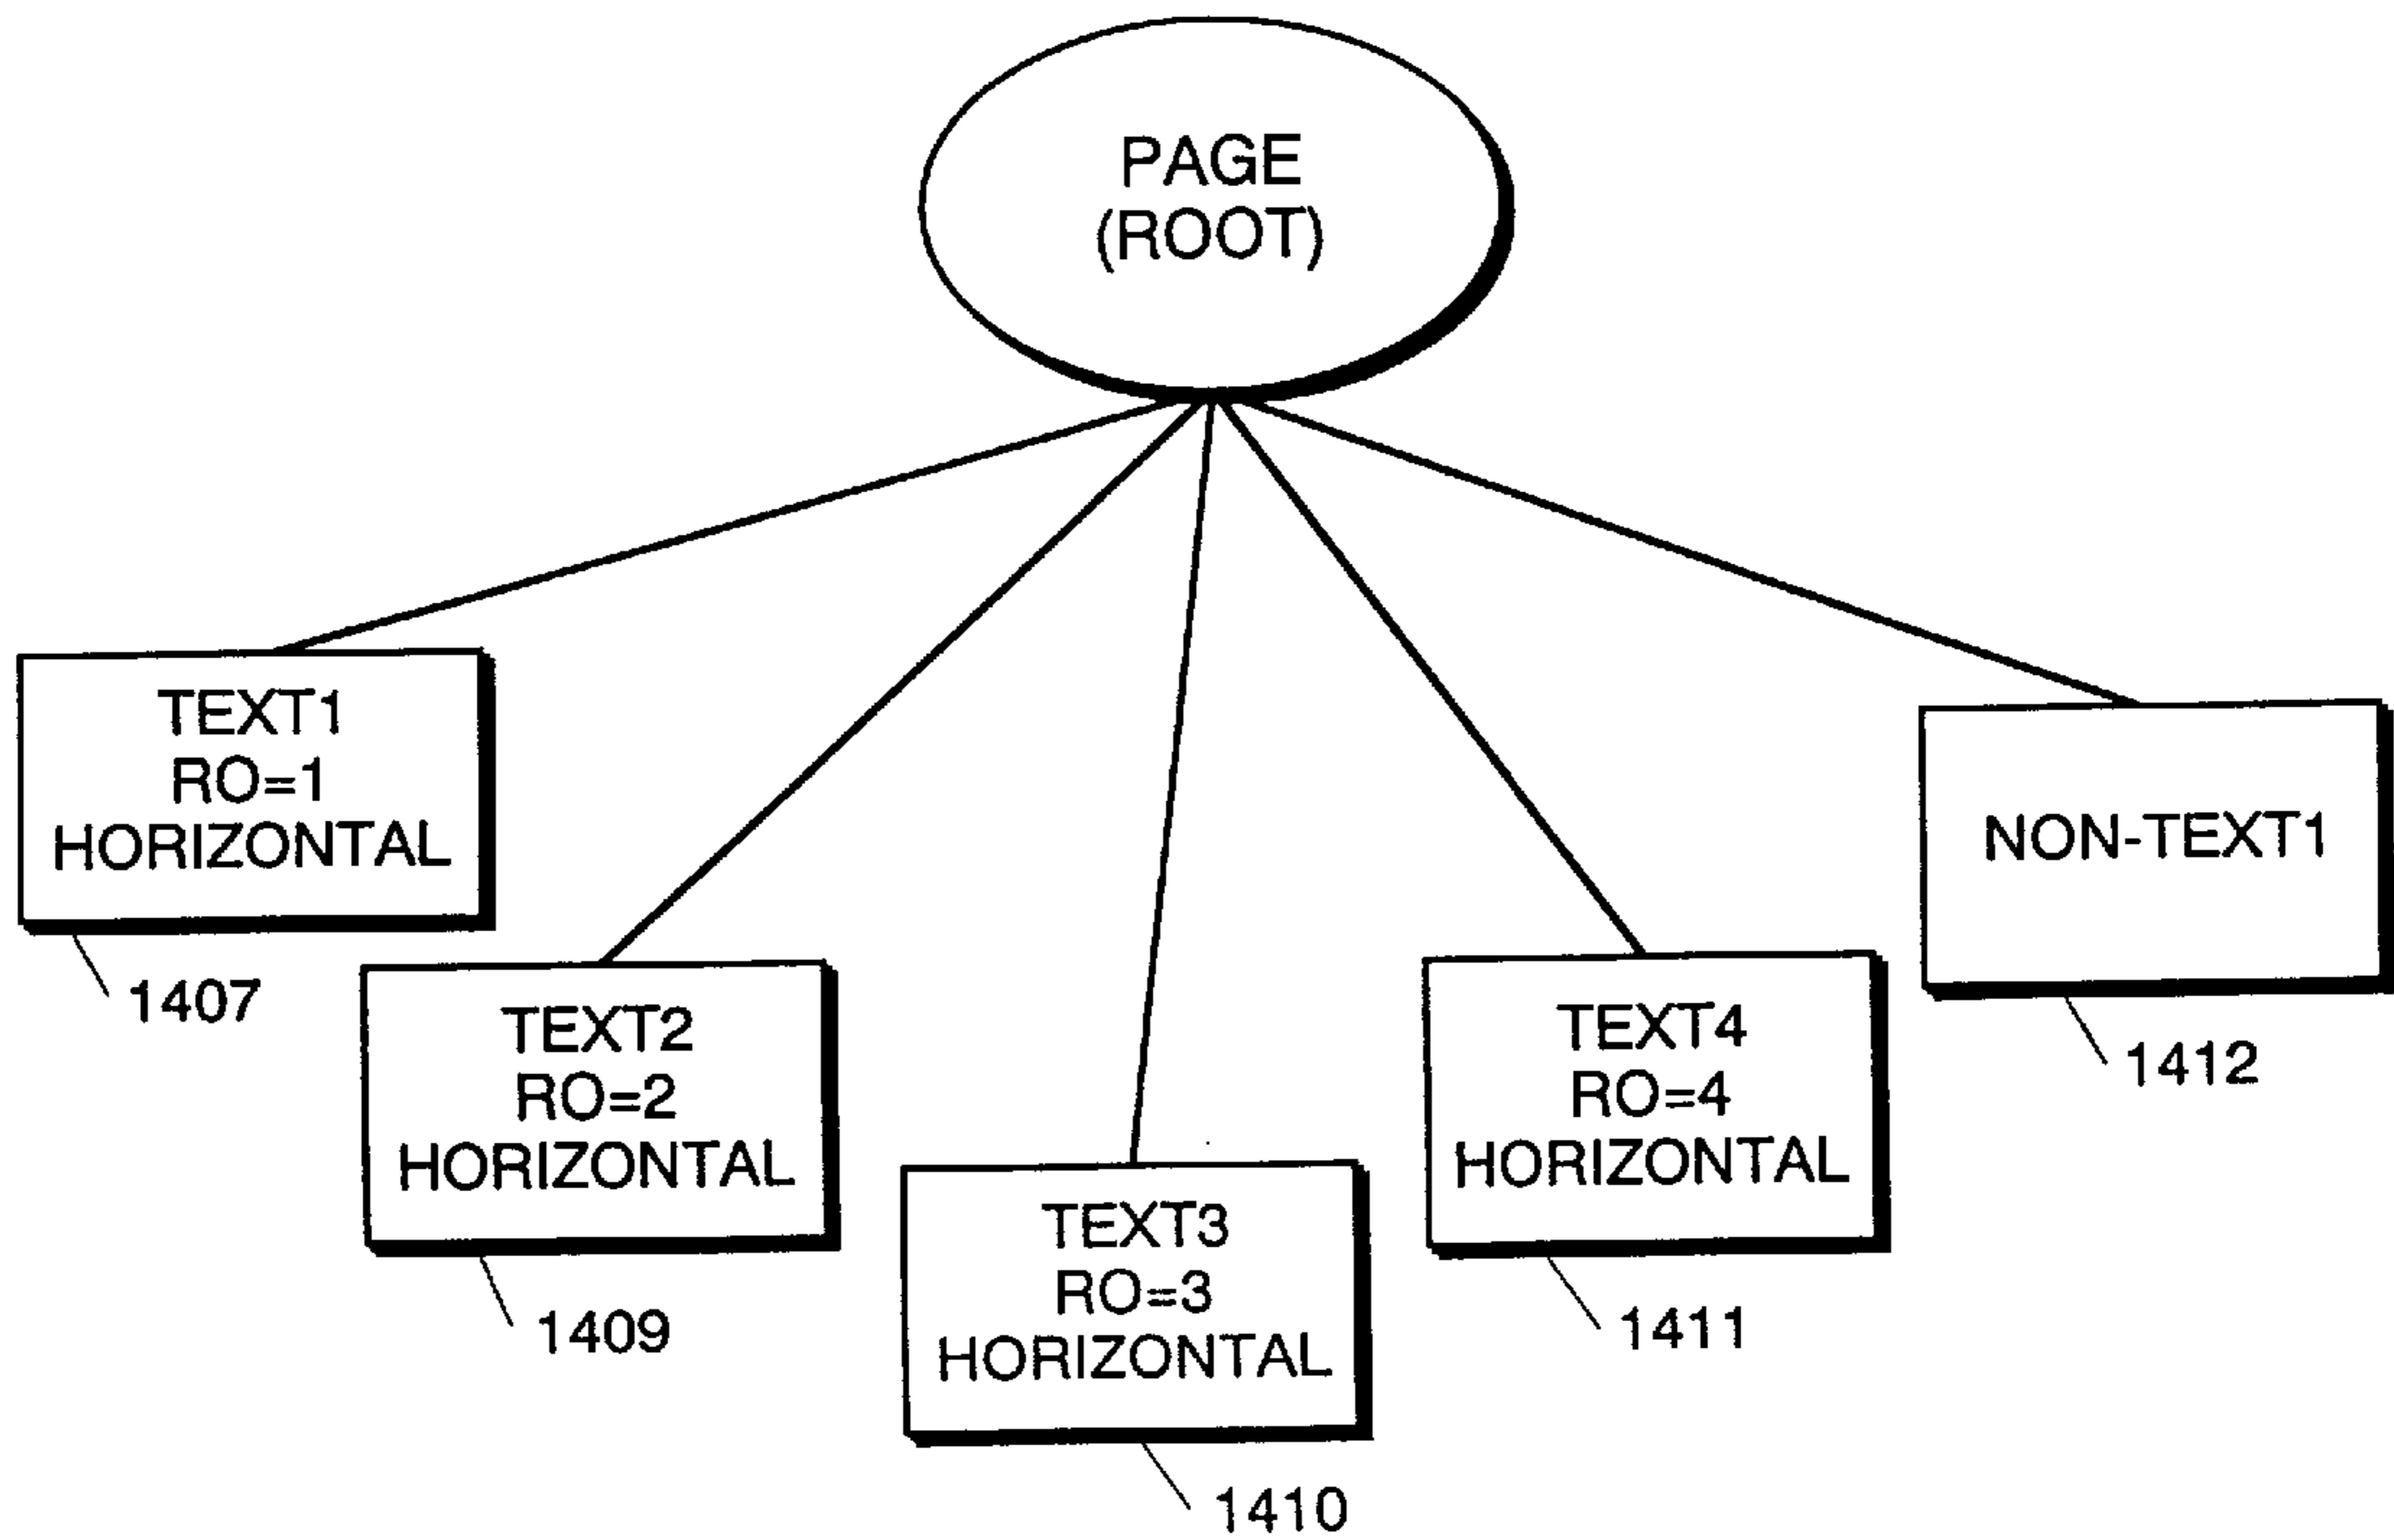 PAGE
(ROOT)
TEXT1
RO=1
HORIZONTAL
1407
TEXT2
RO=2
HORIZONTAL
1409
TEXT3
RO=3
HORIZONTAL
1410
TEXT4
RO=4
HORIZONTAL
1411
NON-TEXT1
1412